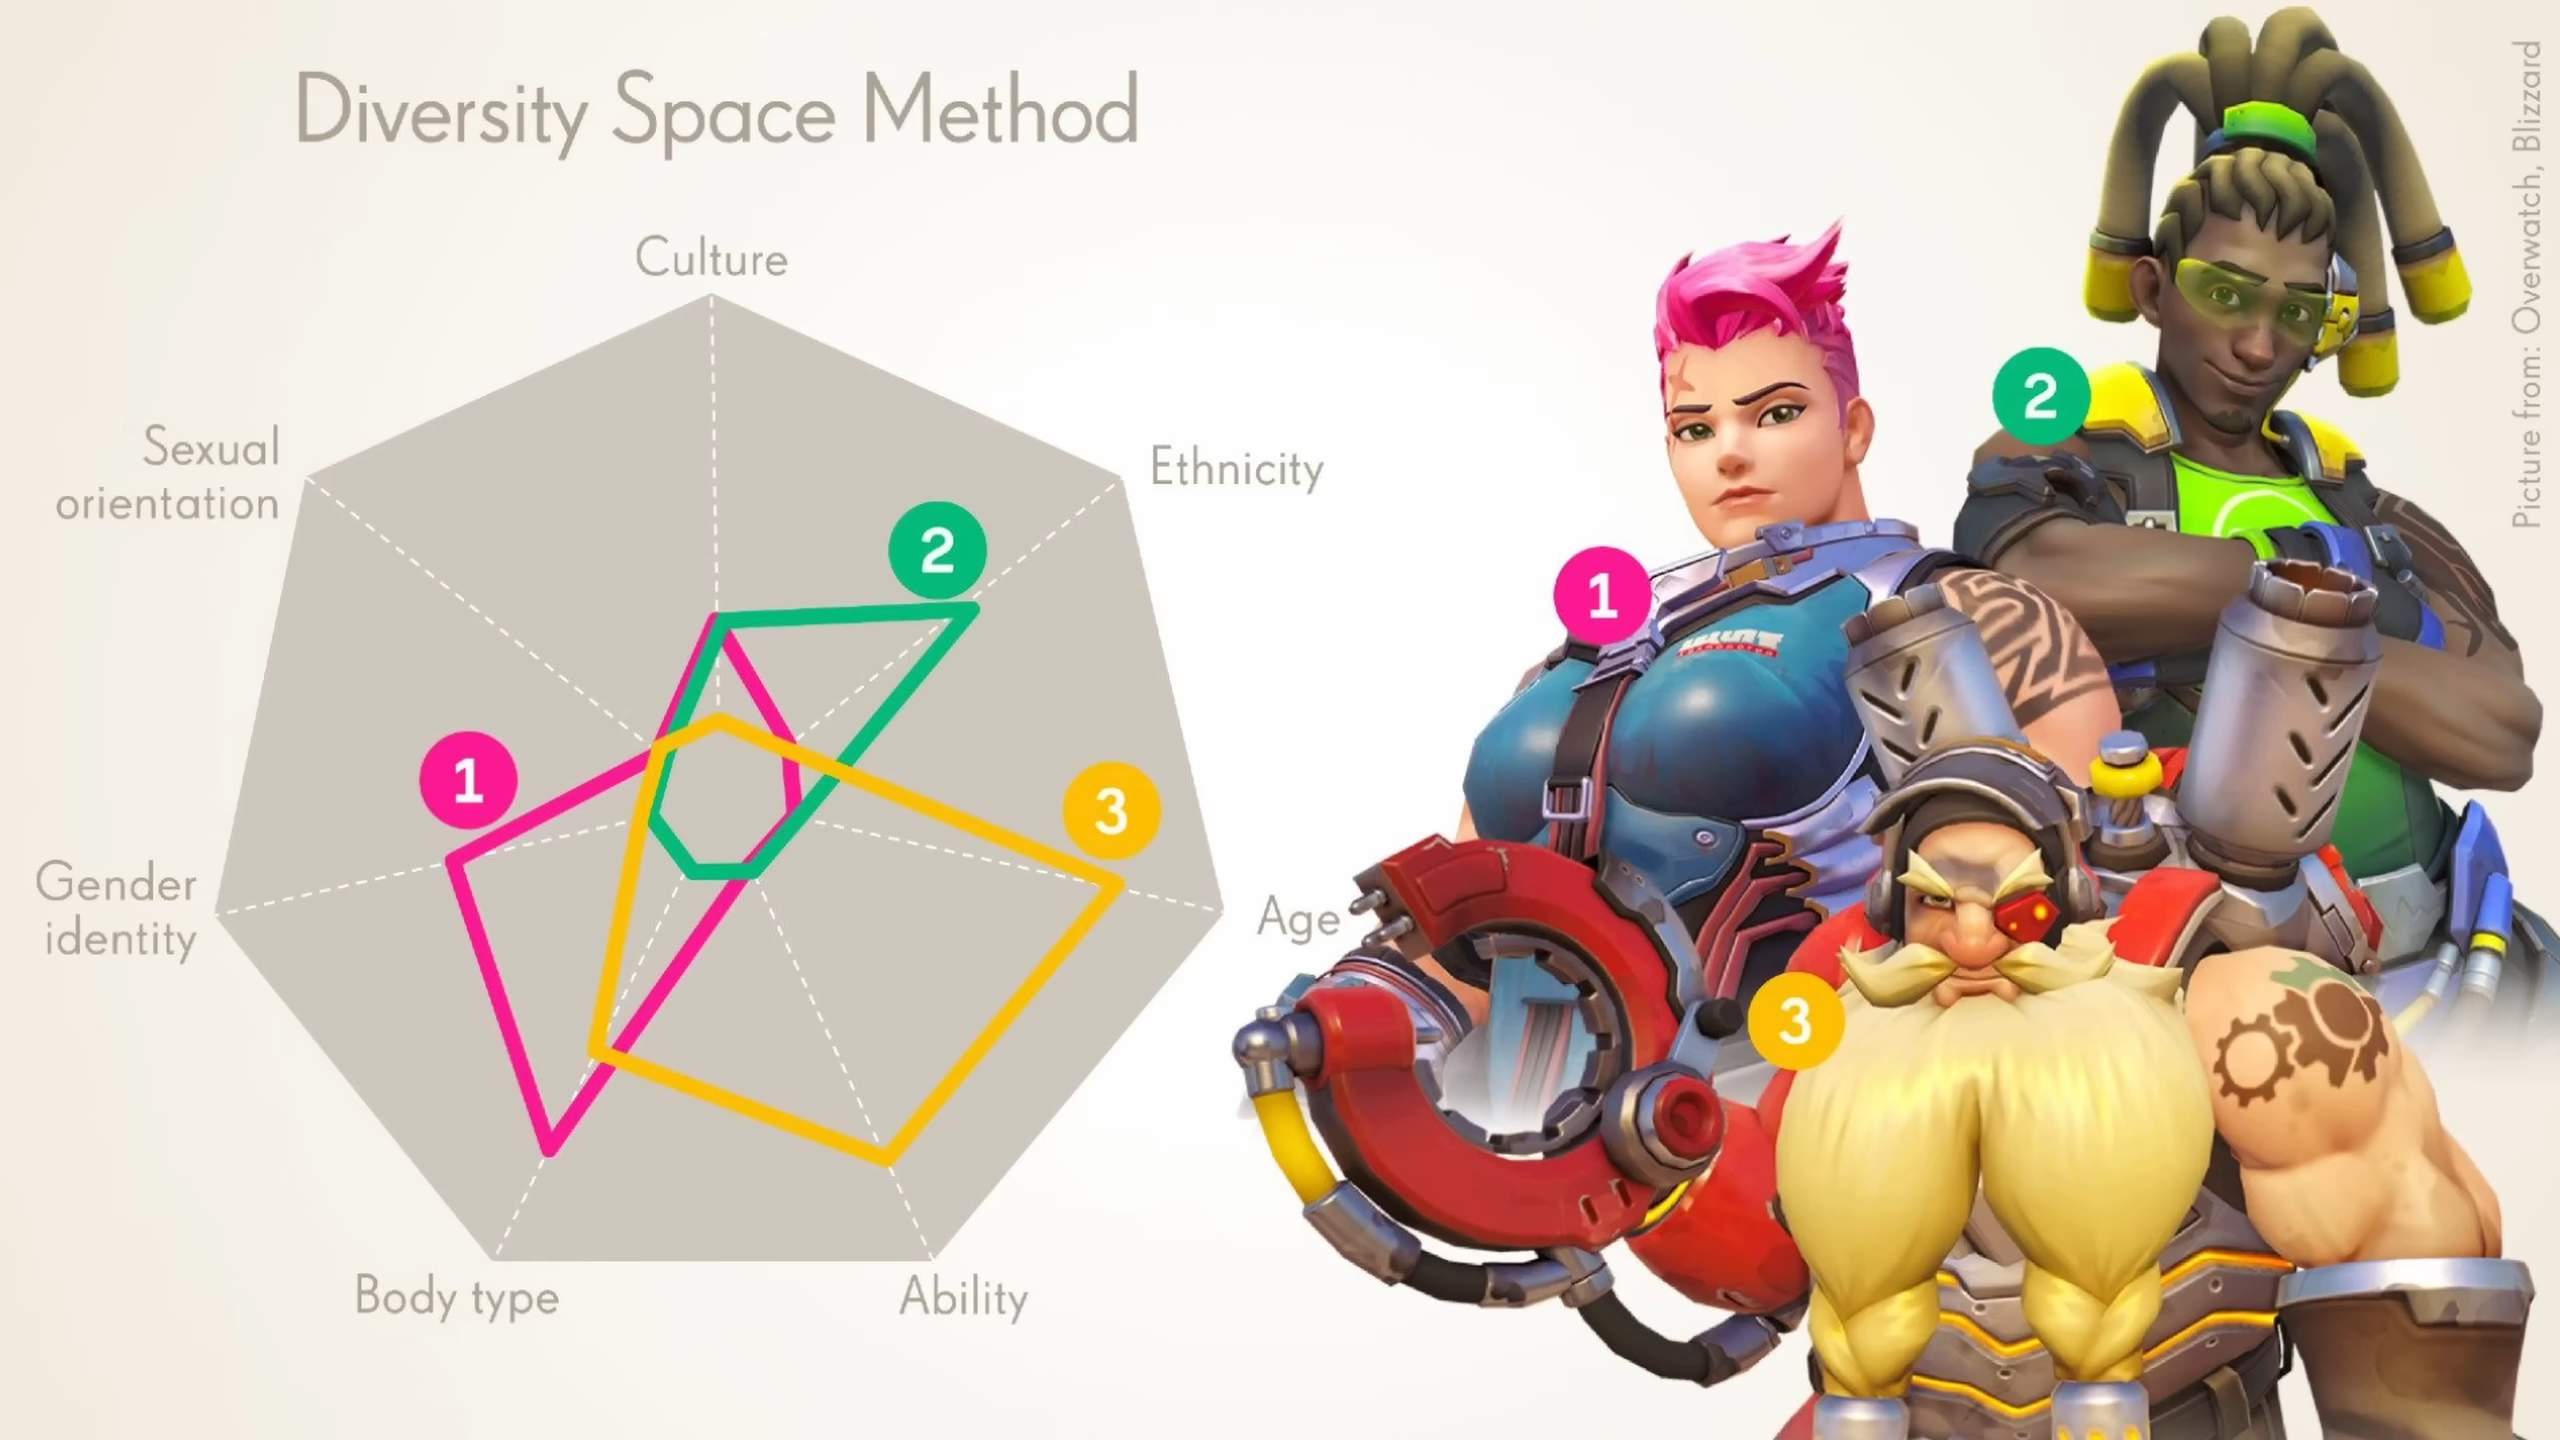 Diversity Space Method
Culture
Sexual
orientation
Ethnicity
2
1
3
Gender
identity
Age
Body type
Ability
2
1
3
Picture from: Overwatch, Blizzard